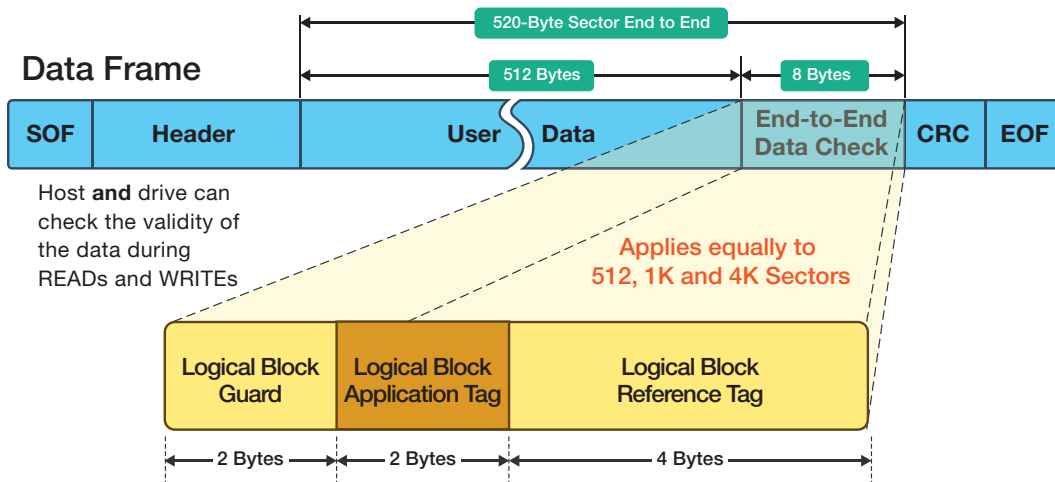 520-Byte Sector End to End
Data Frame
512 Bytes
8 Bytes
SOF
Header
User Data
End-to-End
Data Check
CRC
EOF
Host and drive can
check the validity of
the data during
READs and WRITEs
Applies equally to
512, 1K and 4K Sectors
Logical Block
Guard
Logical Block
Application Tag
Logical Block
Reference Tag
2 Bytes
2 Bytes
4 Bytes